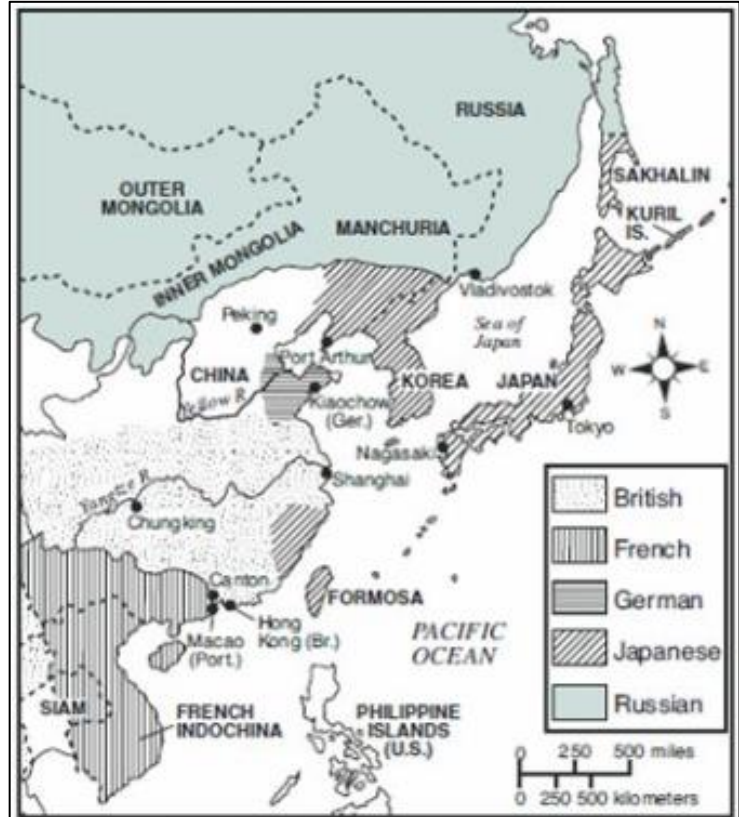 RUSSIA
OUTER
MONGOLIA
SAKHALIN
KURIL
IS.
MANCHURIA
INNER MONGOLIA
Vladivostok
Peking
Sea of
Japan
N
W
E
S
Port Arthur
CHINA
KOREA
JAPAN
Yellow R.
Kiaochow
(Ger.)
Tokyo
Nagasaki
Shanghai
Yangtze R.
Chungking
Canton
FORMOSA
Hong
Kong (Br.)
Macao
(Port.)
PACIFIC
OCEAN
SIAM
FRENCH
INDOCHINA
PHILIPPINE
ISLANDS
(U.S.)
British
French
German
Japanese
Russian
0 250 500 miles
0 250 500 kilometers